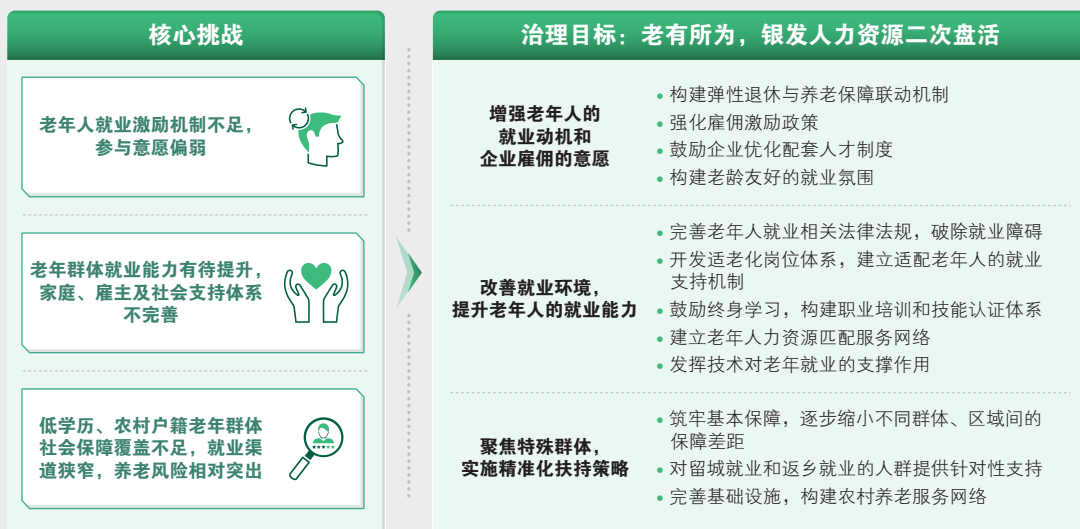 核心挑战
老年人就业激励机制不足，
参与意愿偏弱
老年群体就业能力有待提升，
家庭、雇主及社会支持体系
不完善
低学历、农村户籍老年群体
社会保障覆盖不足，就业渠
道狭窄，养老风险相对突出
治理目标：老有所为，银发人力资源二次盘活
增强老年人的
就业动机和
企业雇佣的意愿
• 构建弹性退休与养老保障联动机制
• 强化雇佣激励政策
• 鼓励企业优化配套人才制度
• 构建老龄友好的就业氛围
改善就业环境，
提升老年人的就业能力
• 完善老年人就业相关法律法规，破除就业障碍
• 开发适老化岗位体系，建立适配老年人的就业
支持机制
• 鼓励终身学习，构建职业培训和技能认证体系
• 建立老年人力资源匹配服务网络
• 发挥技术对老年就业的支撑作用
聚焦特殊群体，
实施精准化扶持策略
• 筑牢基本保障，逐步缩小不同群体、区域间的
保障差距
• 对留城就业和返乡就业的人群提供针对性支持
• 完善基础设施，构建农村养老服务网络